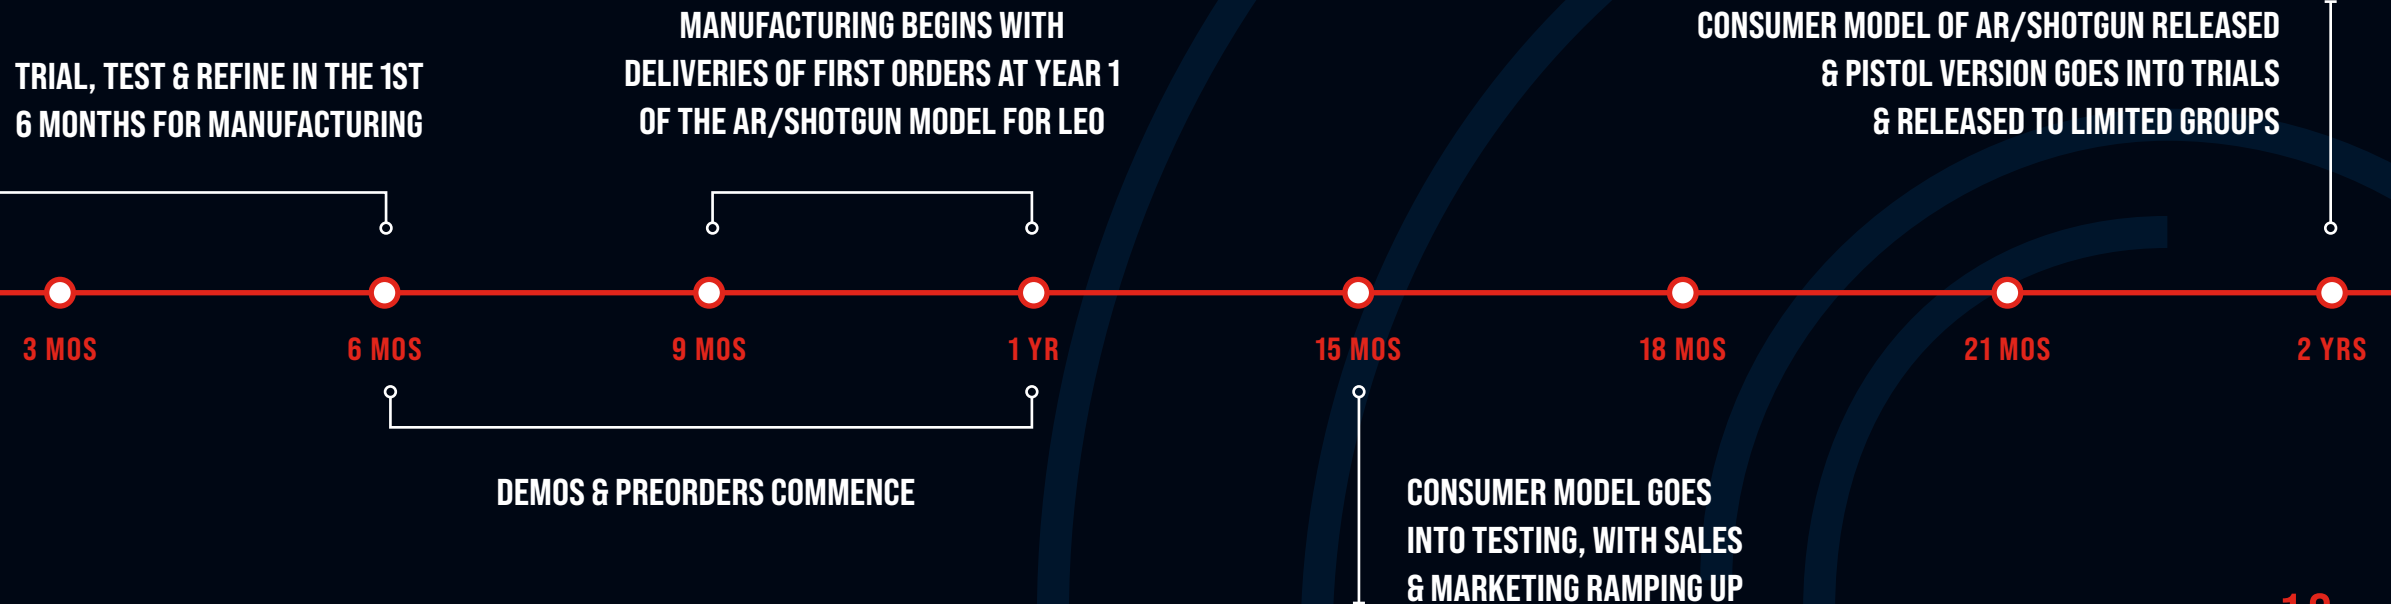 MANUFACTURING BEGINS WITH
DELIVERIES OF FIRST ORDERS AT YEAR 1
OF THE AR/SHOTGUN MODEL FOR LEO
CONSUMER MODEL OF AR/SHOTGUN RELEASED
& PISTOL VERSION GOES INTO TRIALS
& RELEASED TO LIMITED GROUPS
TRIAL, TEST & REFINE IN THE 1ST
6 MONTHS FOR MANUFACTURING
3 MOS
6 MOS
9 MOS
1 YR
15 MOS
18 MOS
21 MOS
2 YRS
DEMOS & PREORDERS COMMENCE
CONSUMER MODEL GOES
INTO TESTING, WITH SALES
& MARKETING RAMPING UP